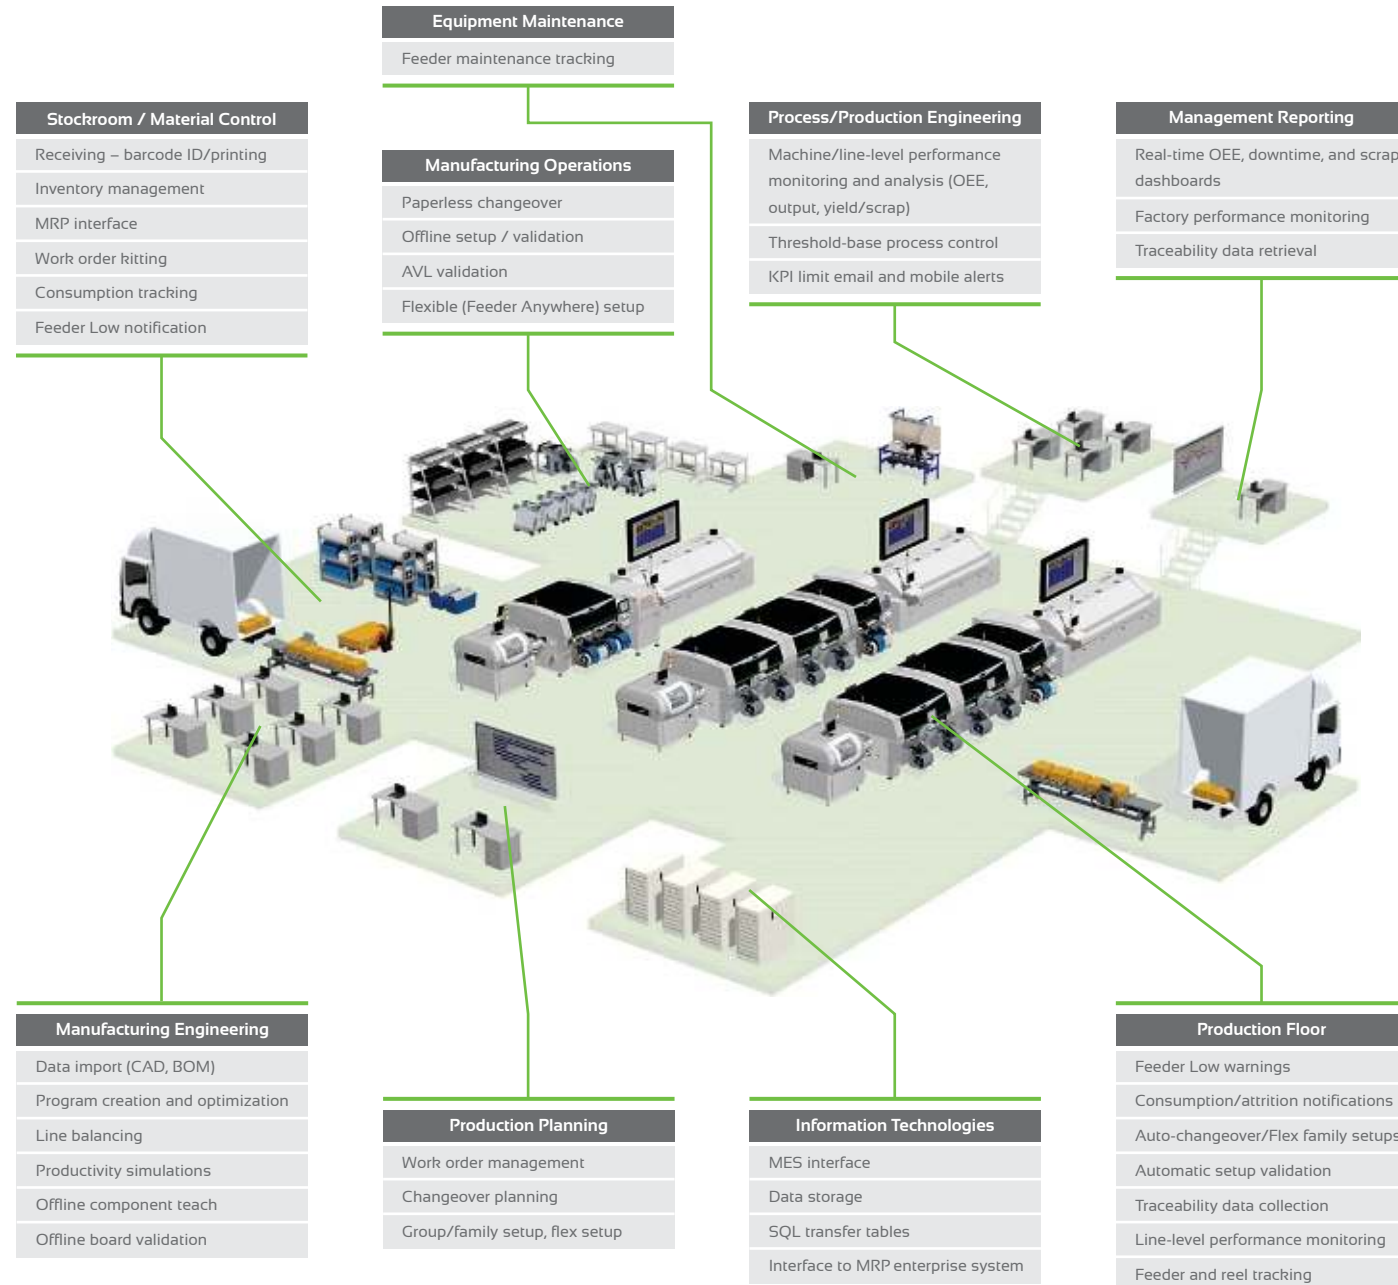 Equipment Maintenance
Feeder maintenance tracking
Stockroom / Material Control
Receiving – barcode ID/printing
Inventory management
MRP interface
Work order kitting
Consumption tracking
Feeder Low notification
Manufacturing Operations
Paperless changeover
Offline setup / validation
AVL validation
Flexible (Feeder Anywhere) setup
Process/Production Engineering
Machine/line-level performance
monitoring and analysis (OEE,
output, yield/scrap)
Threshold-base process control
KPI limit email and mobile alerts
Management Reporting
Real-time OEE, downtime, and scrap
dashboards
Factory performance monitoring
Traceability data retrieval
Manufacturing Engineering
Data import (CAD, BOM)
Program creation and optimization
Line balancing
Productivity simulations
Offline component teach
Offline board validation
Production Planning
Work order management
Changeover planning
Group/family setup, flex setup
Information Technologies
MES interface
Data storage
SQL transfer tables
Interface to MRP enterprise system
Production Floor
Feeder Low warnings
Consumption/attrition notifications
Auto-changeover/Flex family setups
Automatic setup validation
Traceability data collection
Line-level performance monitoring
Feeder and reel tracking